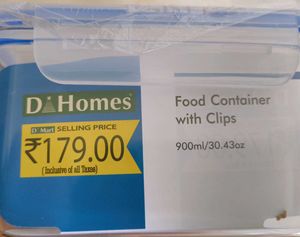 D Homes
D Mart SELLING PRICE
₹179.00
(Inclusive of all Taxes)
Food Container
with Clips
900ml/30.43oz